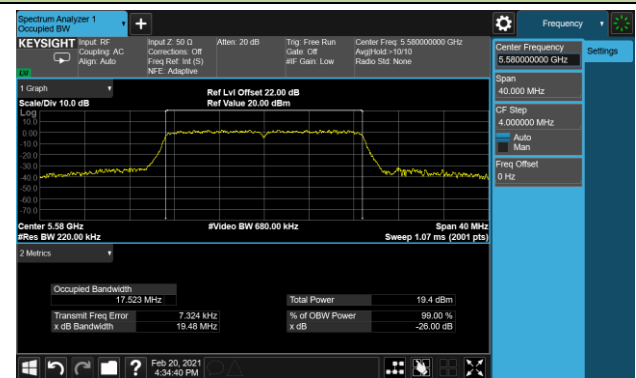 Spectrum Analyzer 1
Occupied BW
+
Frequency
KEYSIGHT
Input: RF
Coupling: AC
Align: Auto
Input Z: 50 Ω
Corrections: Off
Freq Ref: Int (S)
NFE: Adaptive
Atten: 20 dB
Trig: Free Run
Gate: Off
#IF Gain: Low
Center Freq: 5.580000000 GHz
Avg|Hold:>10/10
Radio Std: None
Center Frequency
5.580000000 GHz
Settings
Span
40.000 MHz
CF Step
4.000000 MHz
Auto
Man
Freq Offset
0 Hz
1 Graph
Scale/Div 10.0 dB
Ref Lvl Offset 22.00 dB
Ref Value 20.00 dBm
Log
10.0
0.00
-10.0
-20.0
-30.0
-40.0
-50.0
-60.0
-70.0
Center 5.58 GHz
#Video BW 680.00 kHz
Span 40 MHz
#Res BW 220.00 kHz
Sweep 1.07 ms (2001 pts)
2 Metrics
Occupied Bandwidth
17.523 MHz
Total Power
19.4 dBm
Transmit Freq Error
7.324 kHz
% of OBW Power
99.00 %
x dB Bandwidth
19.48 MHz
x dB
-26.00 dB
?
Feb 20, 2021
4:34:40 PM